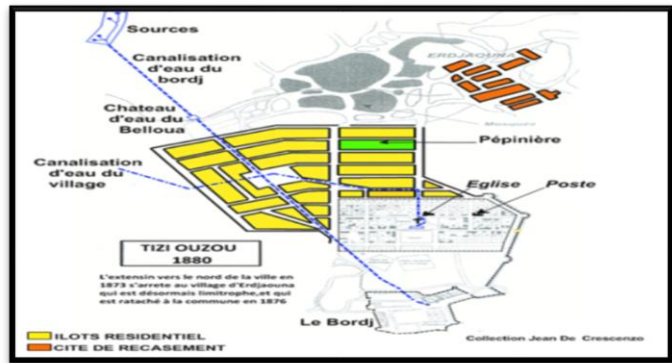 Sources
Canalisation
d'eau du
bordj
ERDJAOUNA
Chateau
d'eau du
Belloua
Mosquée
Pépinière
Canalisation
d'eau du
village
Eglise
Poste
TIZI OUZOU
1880
L'extensin vers le nord de la ville en
1873 s'arrete au village d'Erdjaouna
qui est désormais limitrophe,et qui
est rataché à la commune en 1876
Le Bordj
ILOTS RESIDENTIEL
CITE DE RECASEMENT
Collection Jean De Crescenzo